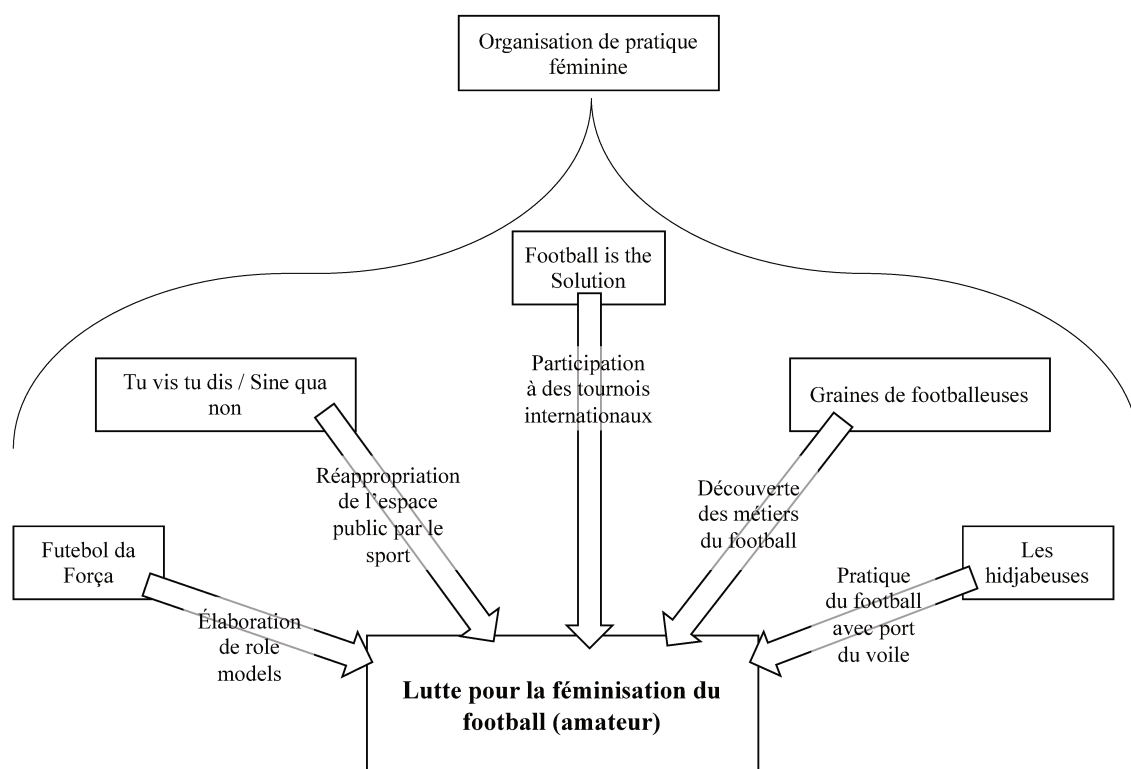 Organisation de pratique
féminine
Football is the
Solution
Participation
à des tournois
internationaux
Tu vis tu dis / Sine qua
non
Graines de footballeuses
Réappropriation
de l’espace
public par le
sport
Découverte
des métiers
du football
Futebol da
Força
Les
hidjabeuses
Élaboration
de role
models
Pratique
du football
avec port
du voile
Lutte pour la féminisation du
football (amateur)